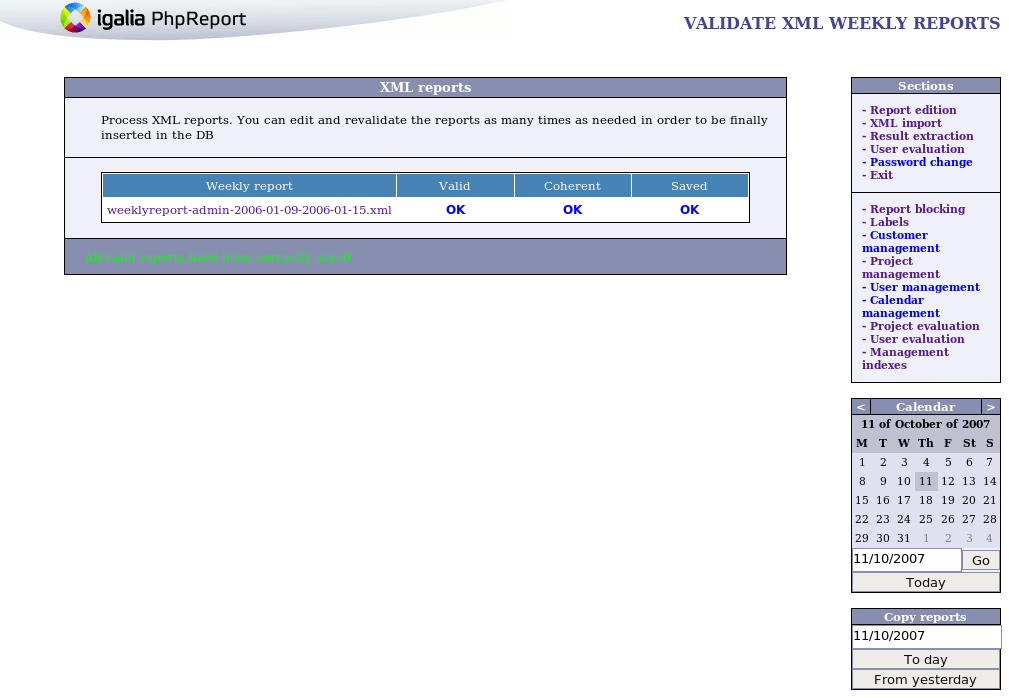 igalia PhpReport
VALIDATE XML WEEKLY REPORTS
XML reports
Process XML reports. You can edit and revalidate the reports as many times as needed in order to be finally
inserted in the DB
Weekly report Valid Coherent Saved
weeklyreport-admin-2006-01-09-2006-01-15.xml OK OK OK
All valid reports have been correctly saved
Sections
- Report edition
- XML import
- Result extraction
- User evaluation
- Password change
- Exit
- Report blocking
- Labels
- Customer
management
- Project
management
- User management
- Calendar
management
- Project evaluation
- User evaluation
- Management
indexes
< Calendar >
11 of October of 2007
M T W Th F St S
1 2 3 4 5 6 7
8 9 10 11 12 13 14
15 16 17 18 19 20 21
22 23 24 25 26 27 28
29 30 31 1 2 3 4
11/10/2007 Go
Today
Copy reports
11/10/2007
To day
From yesterday